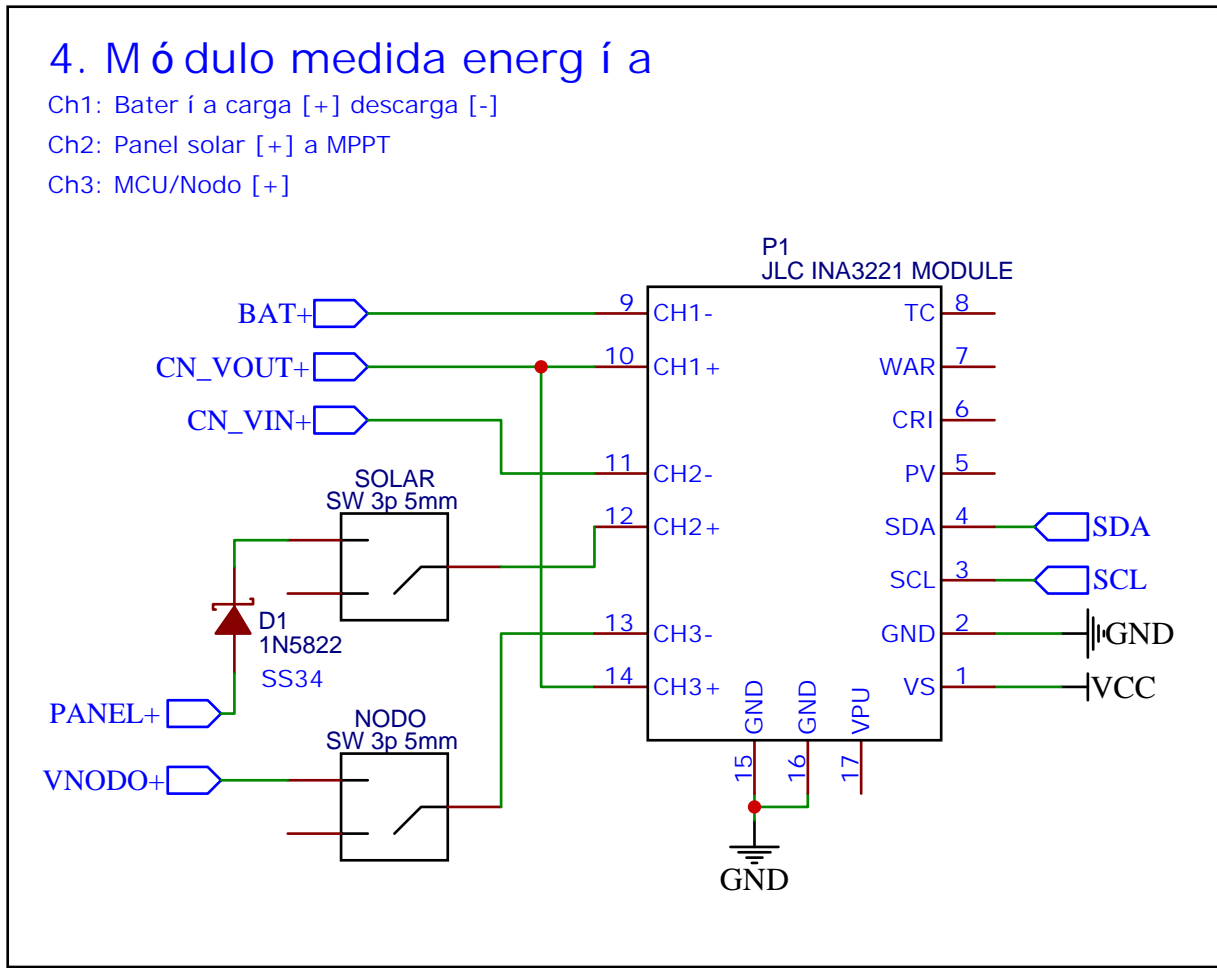 4. Módulo medida energía
Ch1: Batería carga [+] descarga [-]
Ch2: Panel solar [+] a MPPT
Ch3: MCU/Nodo [+]
P1
JLC INA3221 MODULE
BAT+
9
CH1-
TC
8
CN_VOUT+
10
CH1+
WAR
7
CN_VIN+
CRI
6
11
CH2-
PV
5
SOLAR
SW 3p 5mm
12
CH2+
SDA
4
SDA
SCL
3
SCL
D1
1N5822
SS34
13
CH3-
GND
2
GND
14
CH3+
VS
1
VCC
PANEL+
GND
GND
VPU
NODO
SW 3p 5mm
VNODO+
15
16
17
GND